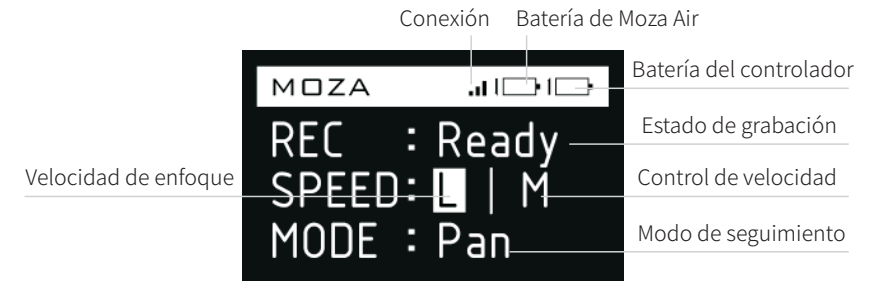 Conexión Batería de Moza Air
MOZA
Batería del controlador
REC : Ready
Estado de grabación
Velocidad de enfoque
SPEED: L | M
Control de velocidad
MODE : Pan
Modo de seguimiento